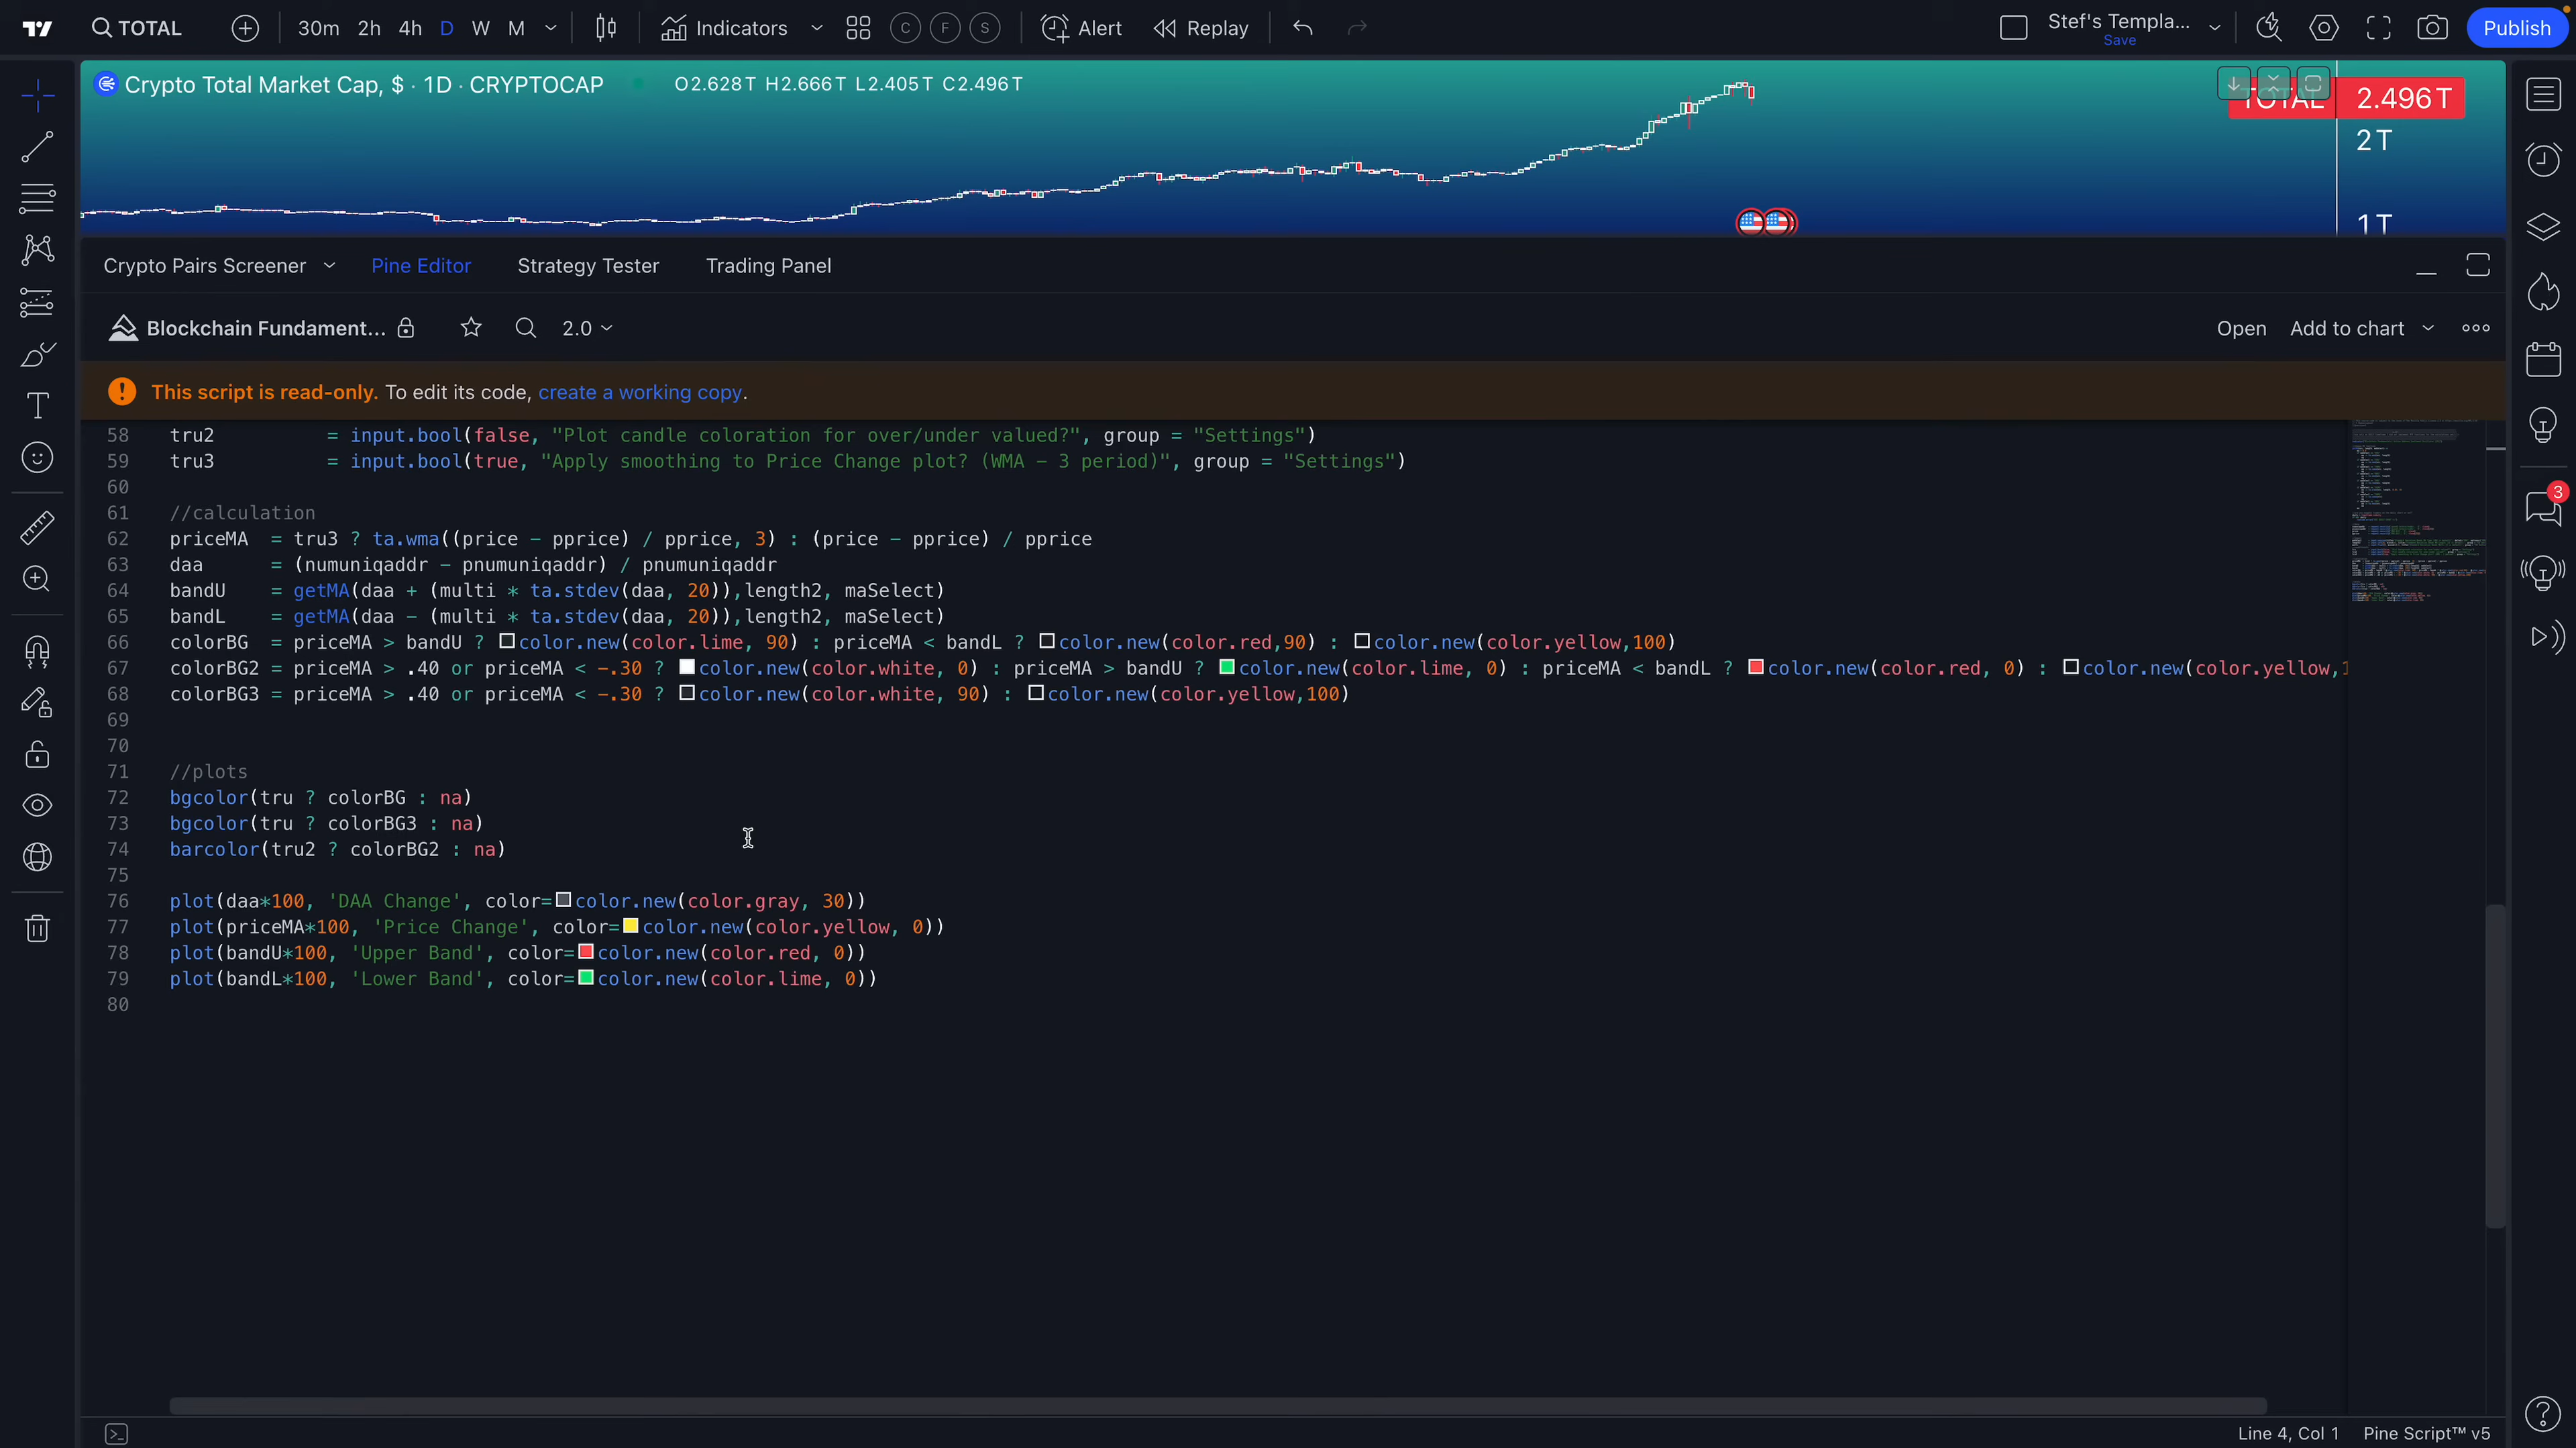 TOTAL
30m 2h 4h D W M
Indicators
C F S
Alert
Replay
Stef's Templa...
Save
Publish
Crypto Total Market Cap, $ · 1D · CRYPTOCAP
O2.628T H2.666T L2.405T C2.496T
TOTAL 2.496T
2T
1T
Crypto Pairs Screener
Pine Editor
Strategy Tester
Trading Panel
Blockchain Fundament...
2.0
Open
Add to chart
This script is read-only. To edit its code, create a working copy.
58 tru2 = input.bool(false, "Plot candle coloration for over/under valued?", group = "Settings")
59 tru3 = input.bool(true, "Apply smoothing to Price Change plot? (WMA - 3 period)", group = "Settings")
60
61 //calculation
62 priceMA = tru3 ? ta.wma((price - pprice) / pprice, 3) : (price - pprice) / pprice
63 daa = (numuniqaddr - pnumuniqaddr) / pnumuniqaddr
64 bandU = getMA(daa + (multi * ta.stdev(daa, 20)),length2, maSelect)
65 bandL = getMA(daa - (multi * ta.stdev(daa, 20)),length2, maSelect)
66 colorBG = priceMA > bandU ? color.new(color.lime, 90) : priceMA < bandL ? color.new(color.red,90) : color.new(color.yellow,100)
67 colorBG2 = priceMA > .40 or priceMA < -.30 ? color.new(color.white, 0) : priceMA > bandU ? color.new(color.lime, 0) : priceMA < bandL ? color.new(color.red, 0) : color.new(color.yellow,1
68 colorBG3 = priceMA > .40 or priceMA < -.30 ? color.new(color.white, 90) : color.new(color.yellow,100)
69
70
71 //plots
72 bgcolor(tru ? colorBG : na)
73 bgcolor(tru ? colorBG3 : na)
74 barcolor(tru2 ? colorBG2 : na)
75
76 plot(daa*100, 'DAA Change', color=color.new(color.gray, 30))
77 plot(priceMA*100, 'Price Change', color=color.new(color.yellow, 0))
78 plot(bandU*100, 'Upper Band', color=color.new(color.red, 0))
79 plot(bandL*100, 'Lower Band', color=color.new(color.lime, 0))
80
3
Line 4, Col 1
Pine Script™ v5